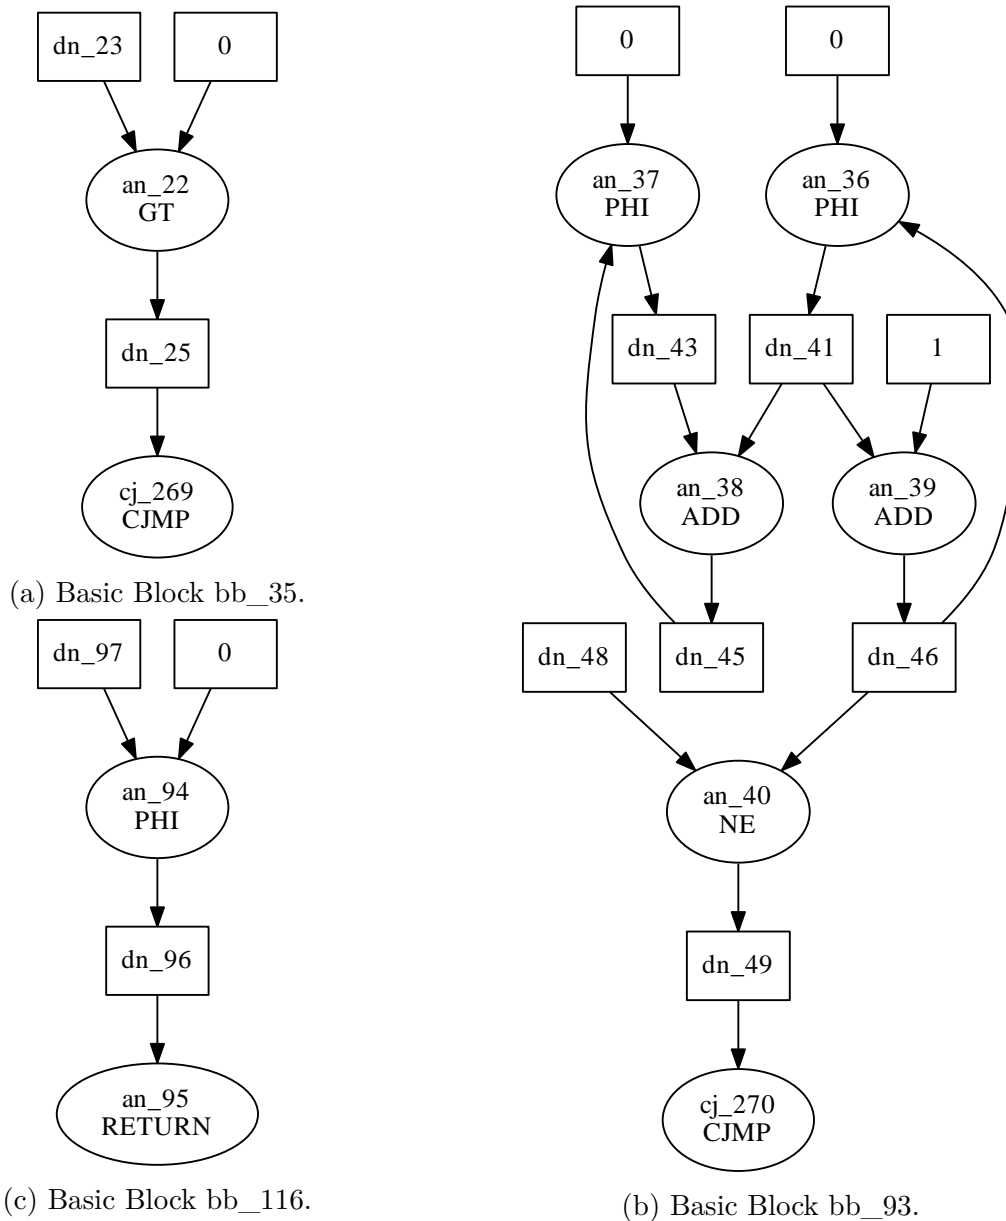 dn_23
0
an_22
GT
dn_25
cj_269
CJMP
(a) Basic Block bb_35.
dn_97
0
an_94
PHI
dn_96
an_95
RETURN
(c) Basic Block bb_116.
0
0
an_37
PHI
an_36
PHI
dn_43
dn_41
1
an_38
ADD
an_39
ADD
dn_48
dn_45
dn_46
an_40
NE
dn_49
cj_270
CJMP
(b) Basic Block bb_93.